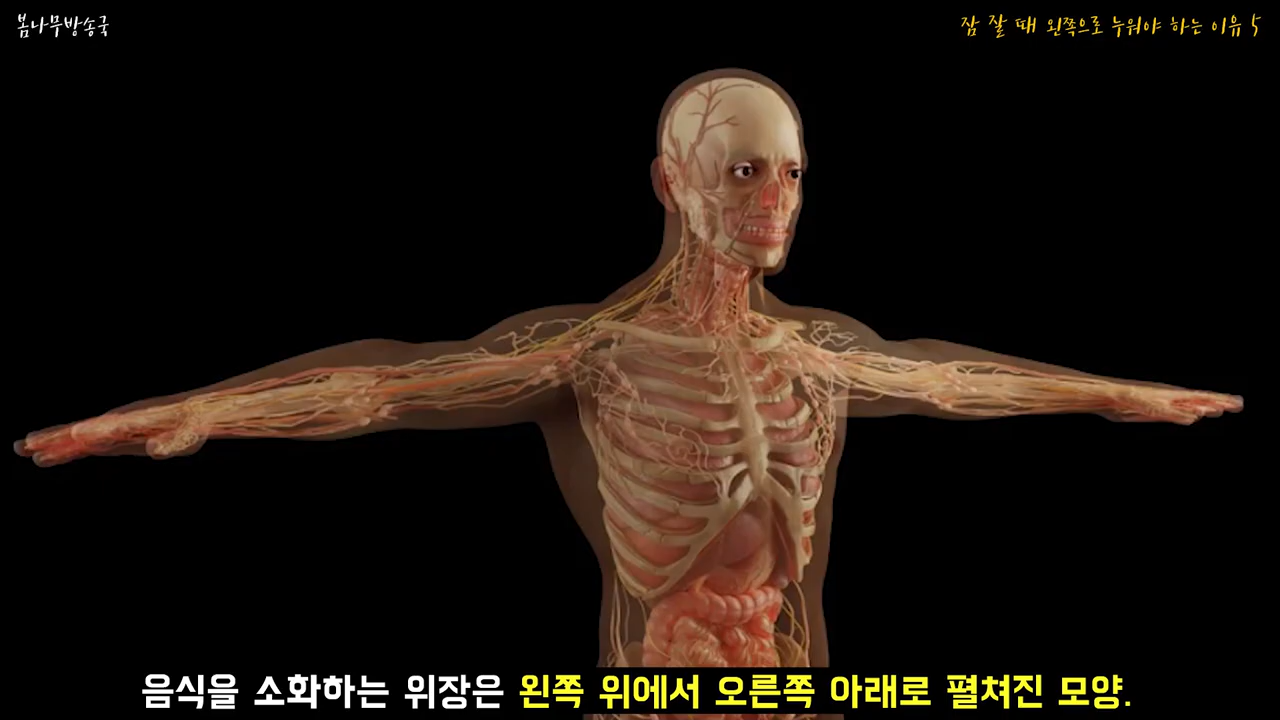 봄나무방송국
잠 잘 때 왼쪽으로 누워야 하는 이유 5
음식을 소화하는 위장은 왼쪽 위에서 오른쪽 아래로 펼쳐진 모양.